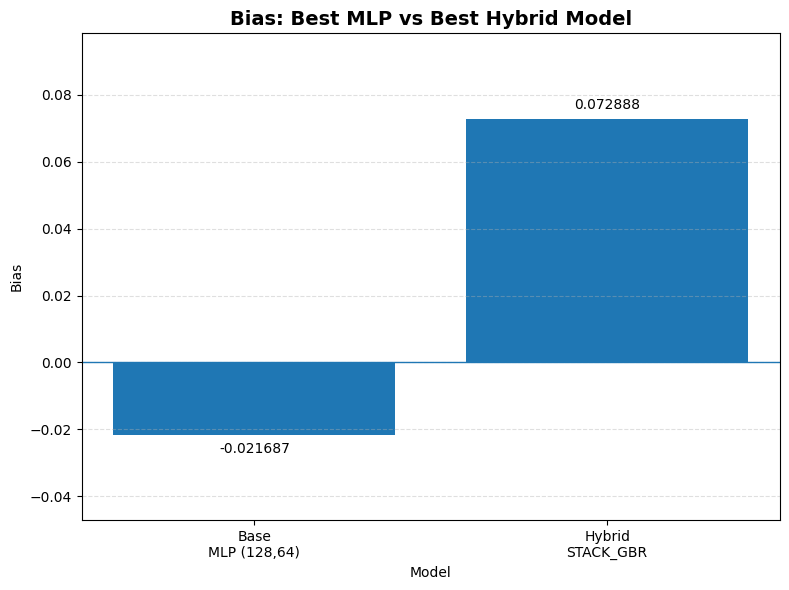 Bias: Best MLP vs Best Hybrid Model
0.08
0.06
0.04
0.02
0.00
−0.02
−0.04
Bias
0.072888
-0.021687
Base
MLP (128,64)
Hybrid
STACK_GBR
Model